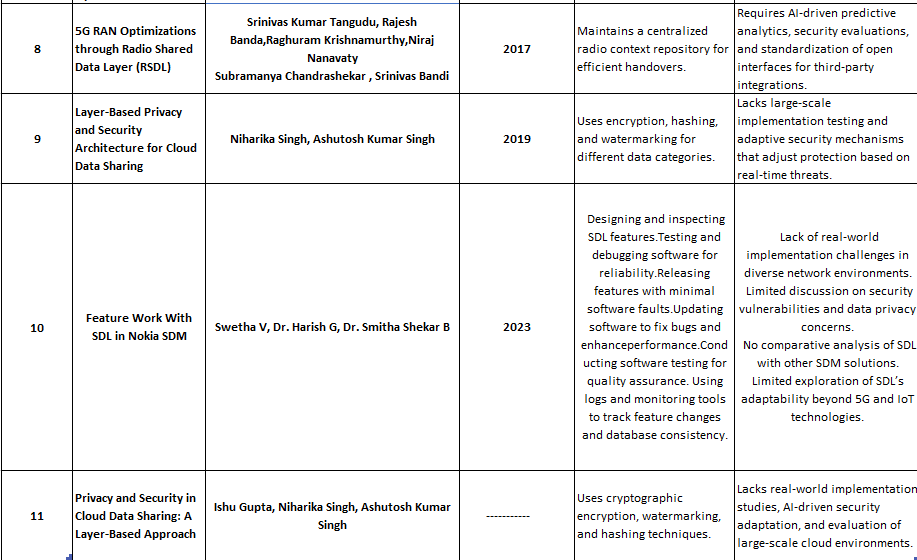 8
5G RAN Optimizations
through Radio Shared
Data Layer (RSDL)
Srinivas Kumar Tangudu, Rajesh
Banda,Raghuram Krishnamurthy,Niraj
Nanavaty
Subramanya Chandrashekar , Srinivas Bandi
2017
Maintains a centralized
radio context repository for
efficient handovers.
Requires AI-driven predictive
analytics, security evaluations,
and standardization of open
interfaces for third-party
integrations.
9
Layer-Based Privacy
and Security
Architecture for Cloud
Data Sharing
Niharika Singh, Ashutosh Kumar Singh
2019
Uses encryption, hashing,
and watermarking for
different data categories.
Lacks large-scale
implementation testing and
adaptive security mechanisms
that adjust protection based on
real-time threats.
10
Feature Work With
SDL in Nokia SDM
Swetha V, Dr. Harish G, Dr. Smitha Shekar B
2023
Designing and inspecting
SDL features.Testing and
debugging software for
reliability.Releasing
features with minimal
software faults.Updating
software to fix bugs and
enhanceperformance.Cond
ucting software testing for
quality assurance. Using
logs and monitoring tools
to track feature changes
and database consistency.
Lack of real-world
implementation challenges in
diverse network environments.
Limited discussion on security
vulnerabilities and data privacy
concerns.
No comparative analysis of SDL
with other SDM solutions.
Limited exploration of SDL’s
adaptability beyond 5G and IoT
technologies.
11
Privacy and Security in
Cloud Data Sharing: A
Layer-Based Approach
Ishu Gupta, Niharika Singh, Ashutosh Kumar
Singh
-----------
Uses cryptographic
encryption, watermarking,
and hashing techniques.
Lacks real-world implementation
studies, AI-driven security
adaptation, and evaluation of
large-scale cloud environments.